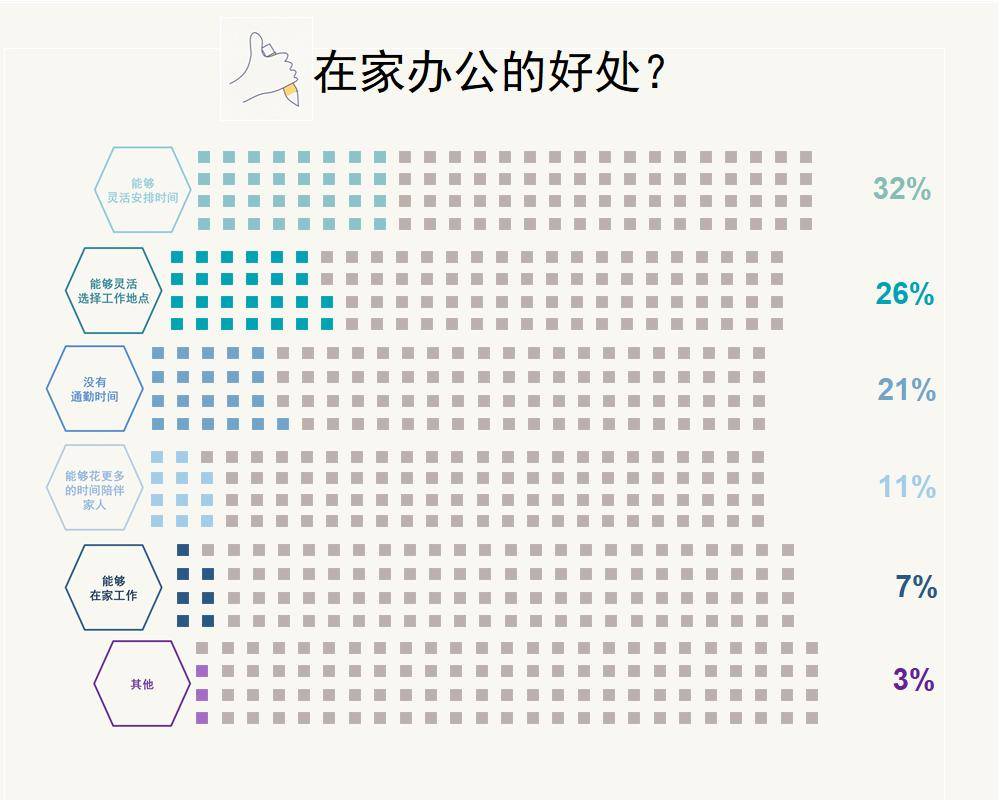 在家办公的好处?
能够
灵活安排时间
32%
能够灵活
选择工作地点
26%
没有
通勤时间
21%
能够花更多
的时间陪伴
家人
11%
能够
在家工作
7%
其他
3%